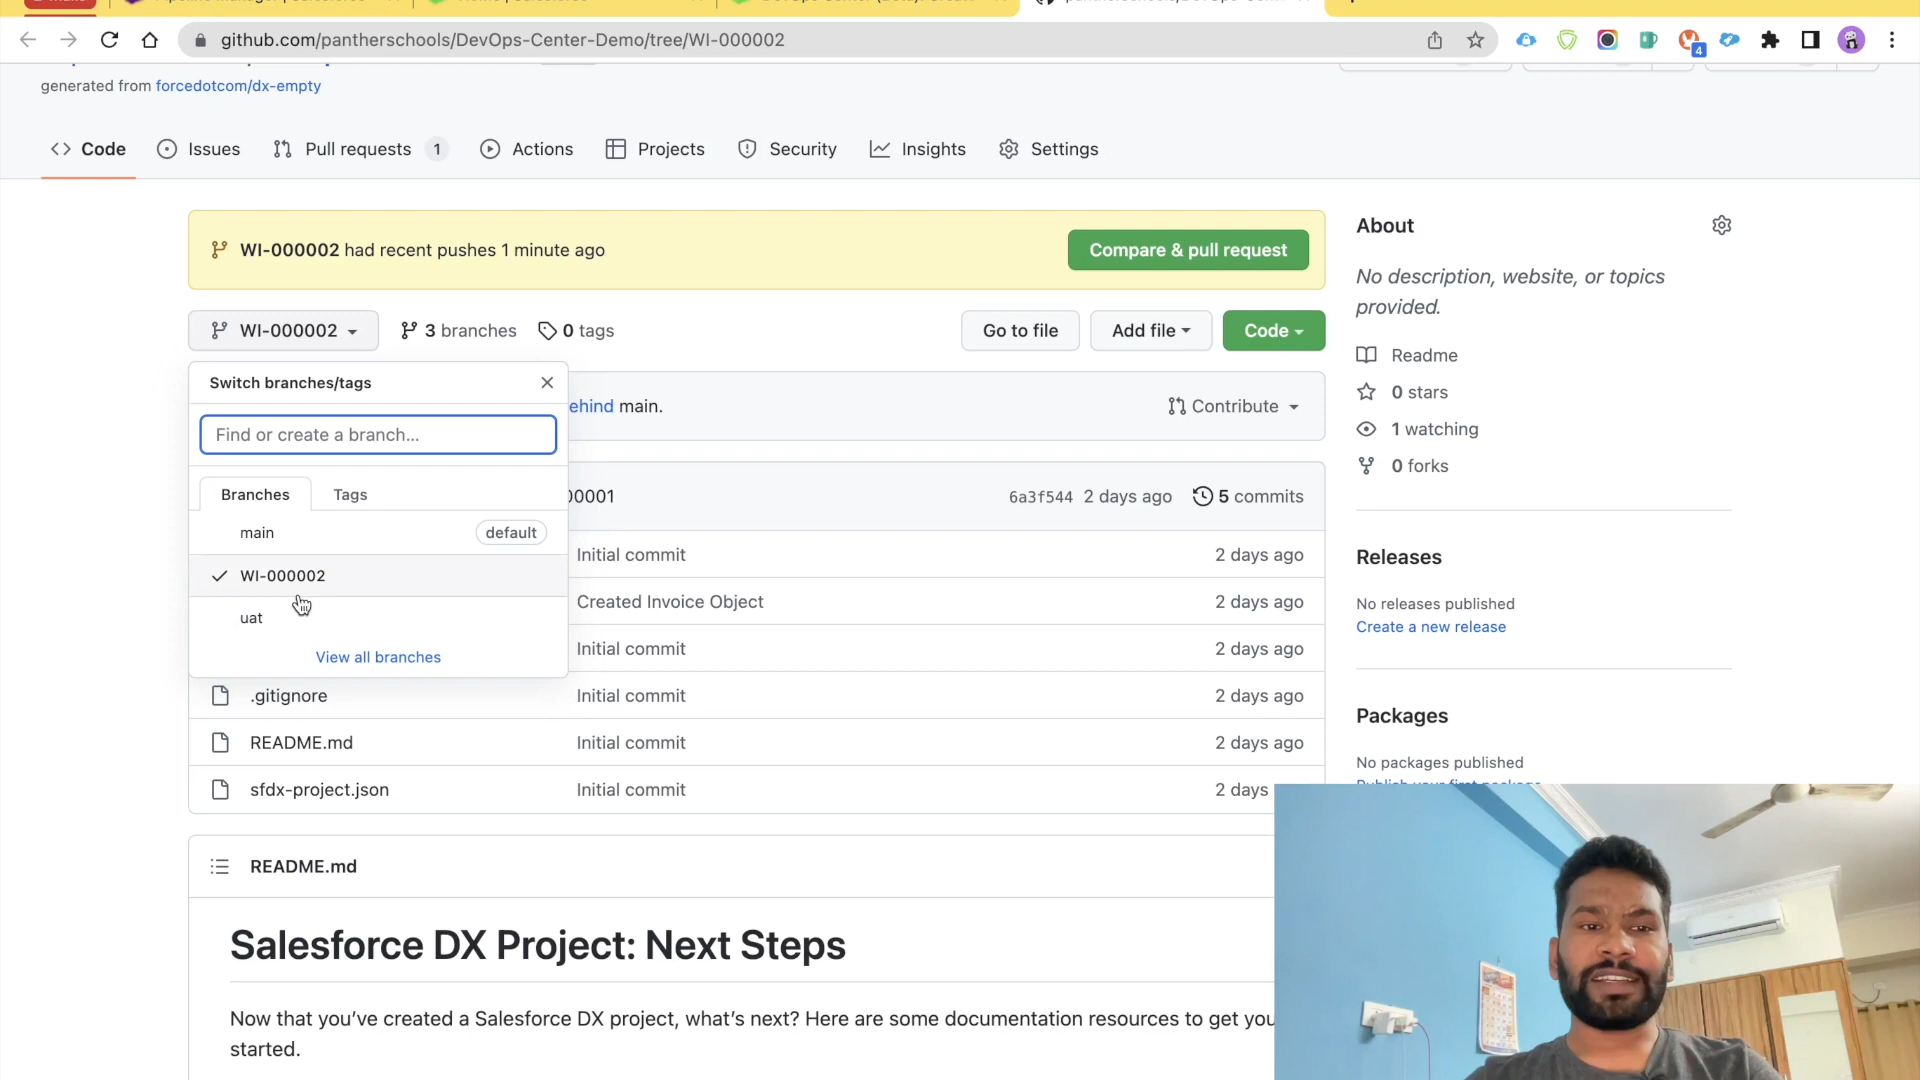 github.com/pantherschools/DevOps-Center-Demo/tree/WI-000002
4
generated from forcedotcom/dx-empty
Code
Issues
Pull requests 1
Actions
Projects
Security
Insights
Settings
WI-000002 had recent pushes 1 minute ago
Compare & pull request
WI-000002
3 branches
0 tags
Go to file
Add file
Code
Switch branches/tags
Find or create a branch...
Branches
Tags
main default
WI-000002
uat
View all branches
ehind main.
Contribute
00001
6a3f544 2 days ago
5 commits
Initial commit 2 days ago
Created Invoice Object 2 days ago
Initial commit 2 days ago
.gitignore Initial commit 2 days ago
README.md Initial commit 2 days ago
sfdx-project.json Initial commit 2 days
README.md
Salesforce DX Project: Next Steps
Now that you've created a Salesforce DX project, what's next? Here are some documentation resources to get you
started.
About
No description, website, or topics
provided.
Readme
0 stars
1 watching
0 forks
Releases
No releases published
Create a new release
Packages
No packages published